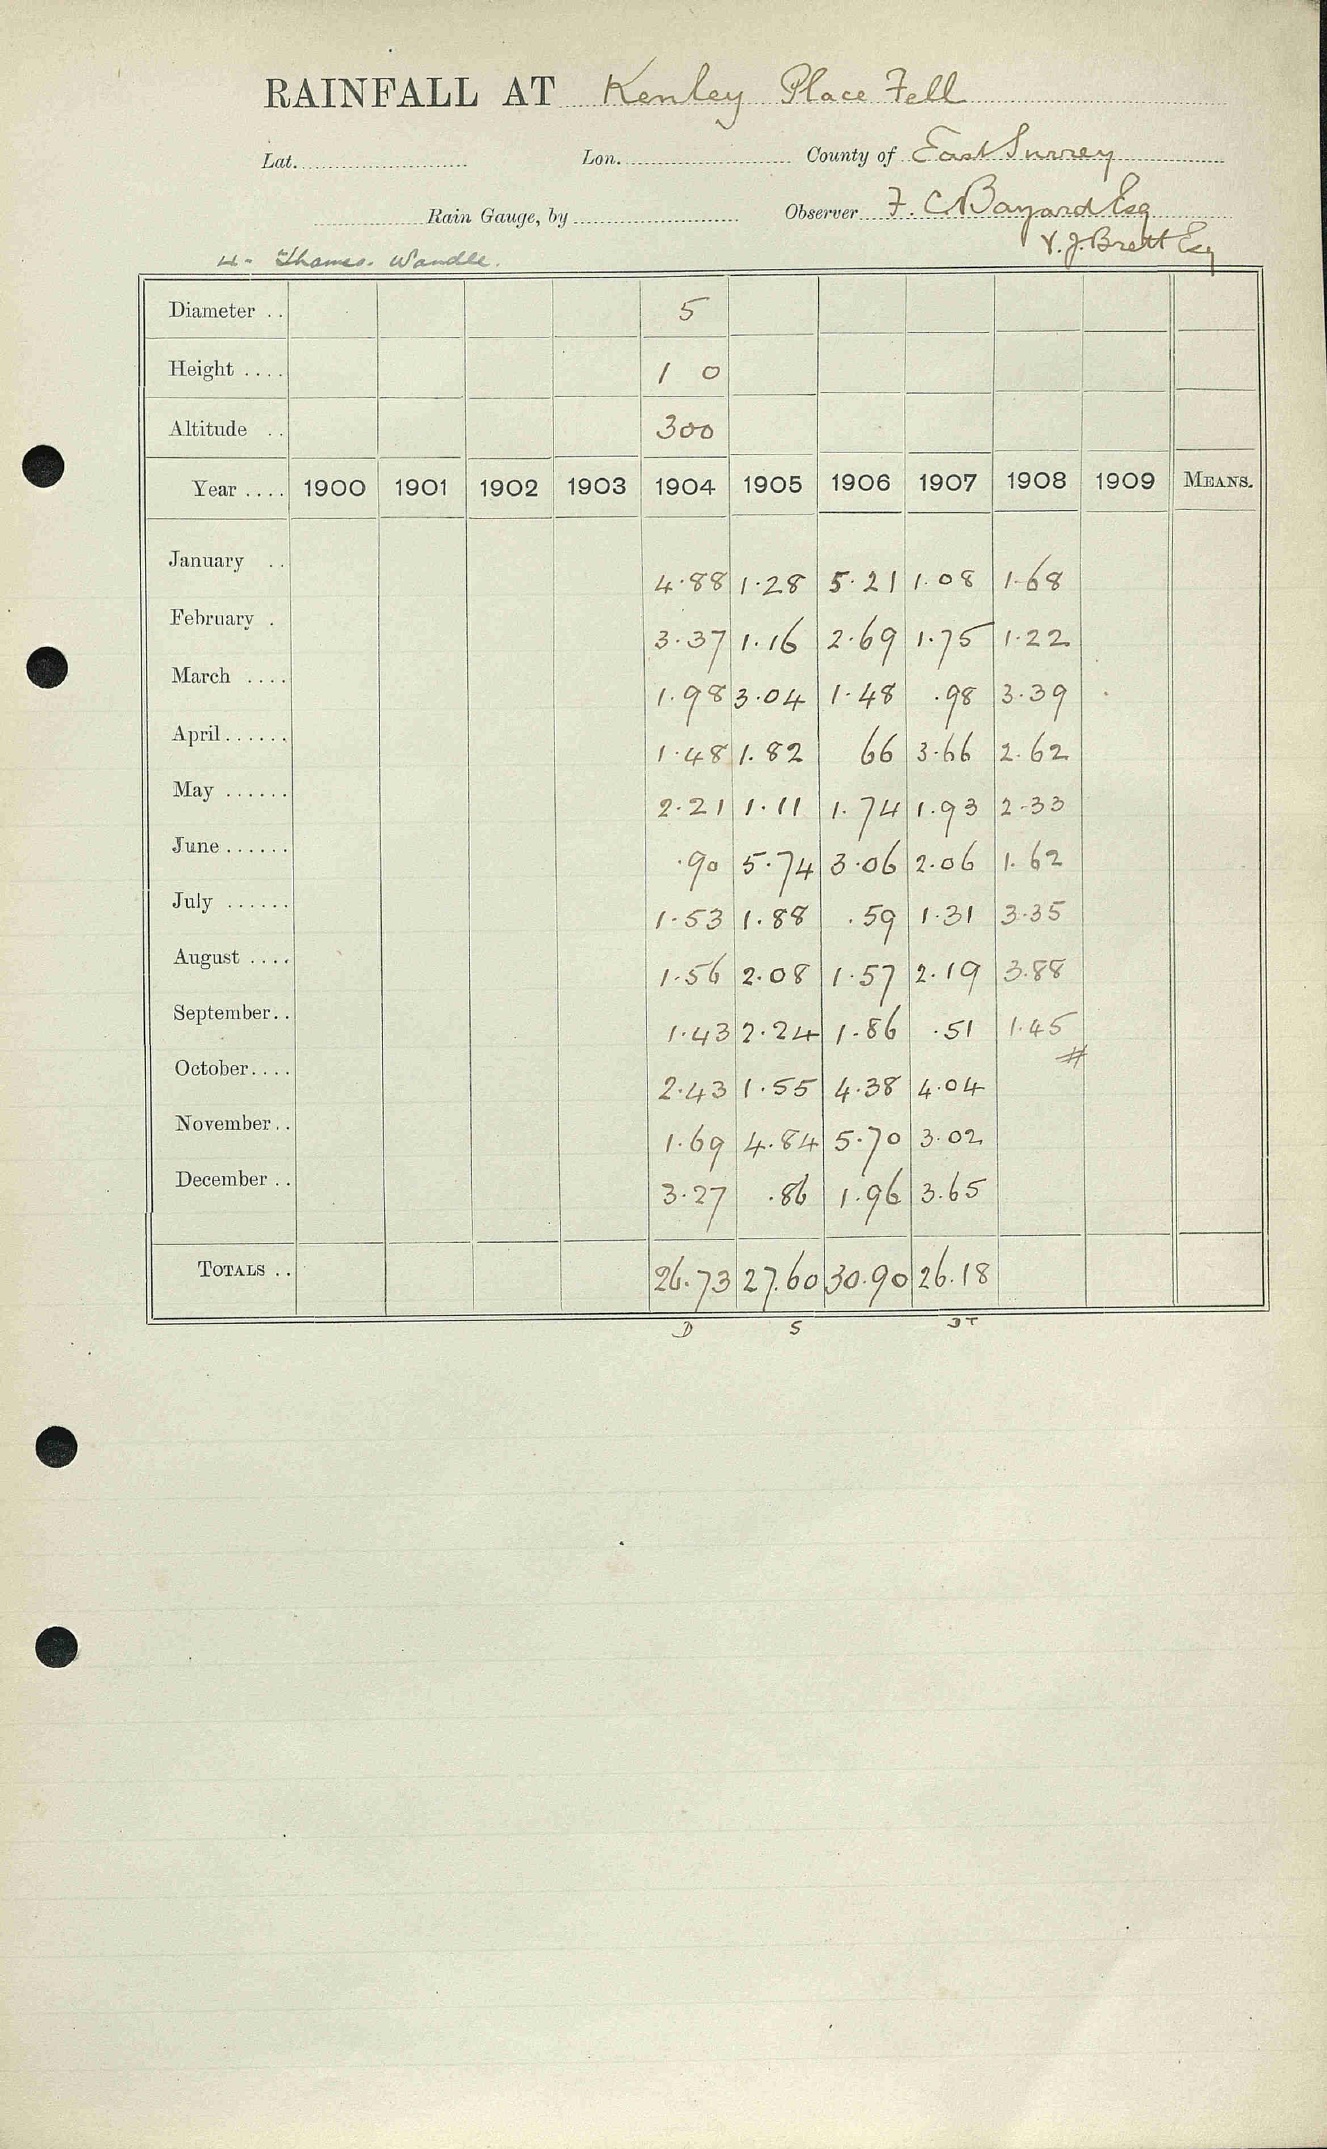 RAINFALL AT Kenley Place Fell
Lat. Lon. County of East Surrey
Rain Gauge, by Observer F. C. Bayard Esq
V. J. Brett Esq
4- Thames. Wandle.
Diameter .. 5
Height .... 1 0
Altitude .. 300
Year .... 1900 1901 1902 1903 1904 1905 1906 1907 1908 1909 MEANS.
January .. 4.88 1.28 5.21 1.08 1.68
February . 3.37 1.16 2.69 1.75 1.22
March .... 1.98 3.04 1.48 .98 3.39
April...... 1.48 1.82 66 3.66 2.62
May ...... 2.21 1.11 1.74 1.93 2.33
June...... .90 5.74 3.06 2.06 1.62
July ...... 1.53 1.88 .59 1.31 3.35
August .... 1.56 2.08 1.57 2.19 3.88
September.. 1.43 2.24 1.86 .51 1.45
#
October.... 2.43 1.55 4.38 4.04
November.. 1.69 4.84 5.70 3.02
December .. 3.27 .86 1.96 3.65
TOTALS .. 26.73 27.60 30.90 26.18
D S